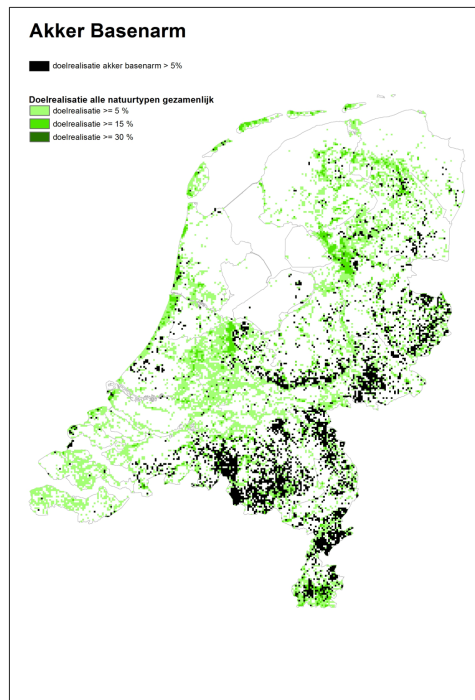 Akker Basenarm
doelrealisatie akker basenarm > 5%
Doelrealisatie alle natuurtypen gezamenlijk
doelrealisatie >= 5 %
doelrealisatie >= 15 %
doelrealisatie >= 30 %